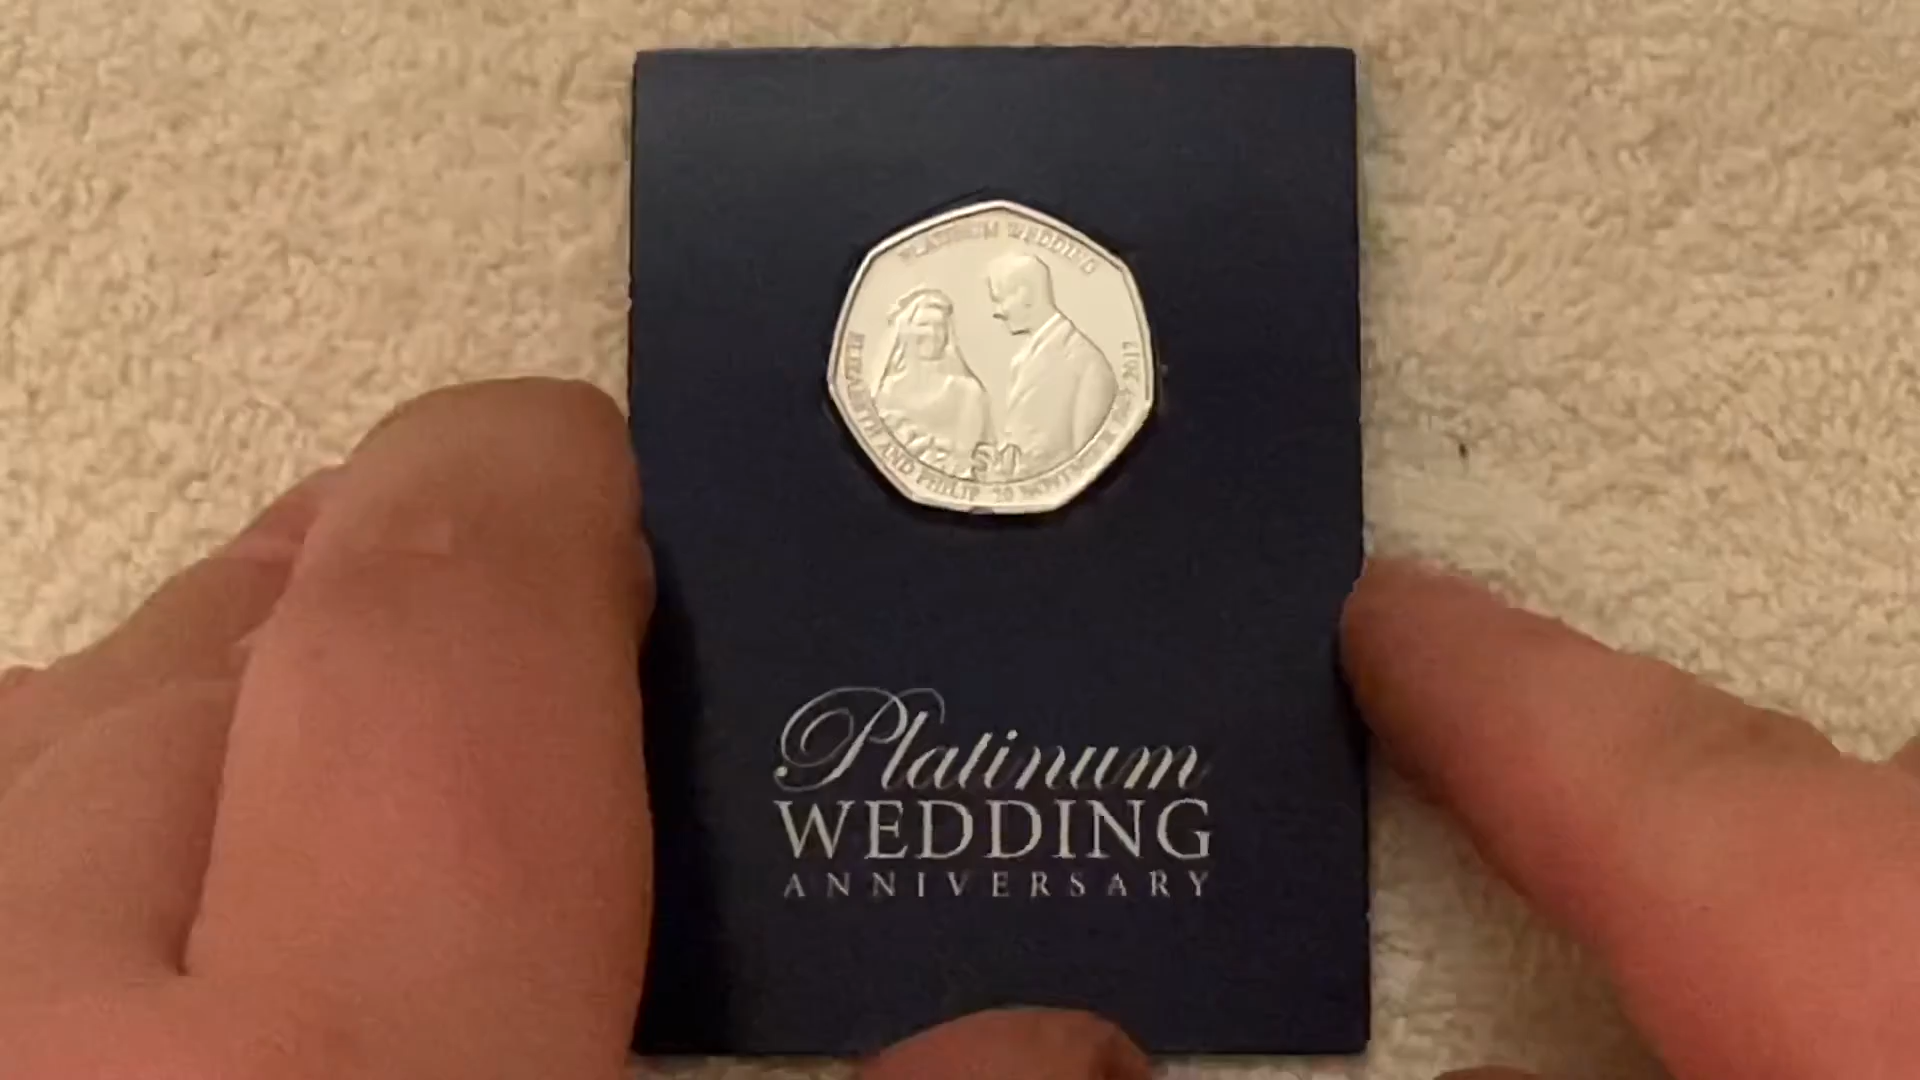 PLATINUM WEDDING
ELIZABETH AND PHILIP 20 NOVEMBER 1947 2017
50
Platinum
WEDDING
ANNIVERSARY